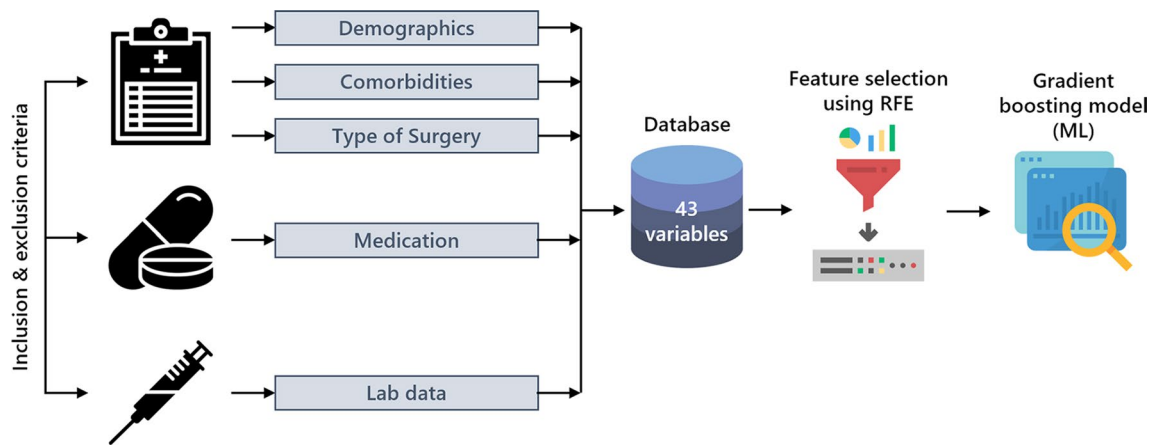 Inclusion & exclusion criteria
Demographics
Comorbidities
Type of Surgery
Medication
Lab data
Database
43
variables
Feature selection
using RFE
Gradient
boosting model
(ML)